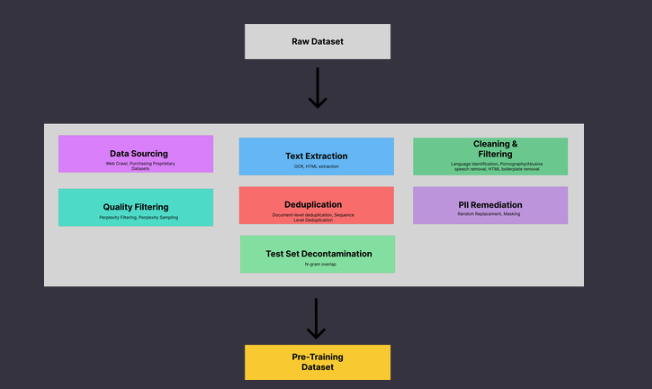 Raw Dataset
Data Sourcing
Web Crawl, Purchasing Proprietary
Datasets
Text Extraction
OCR, HTML extraction
Cleaning &
Filtering
Language Identification, Pornography/Abusive
speech removal, HTML boilerplate removal
Quality Filtering
Perplexity Filtering, Perplexity Sampling
Deduplication
Document-level deduplication, Sequence
Level Deduplication
PII Remediation
Random Replacement, Masking
Test Set Decontamination
N-gram overlap
Pre-Training
Dataset